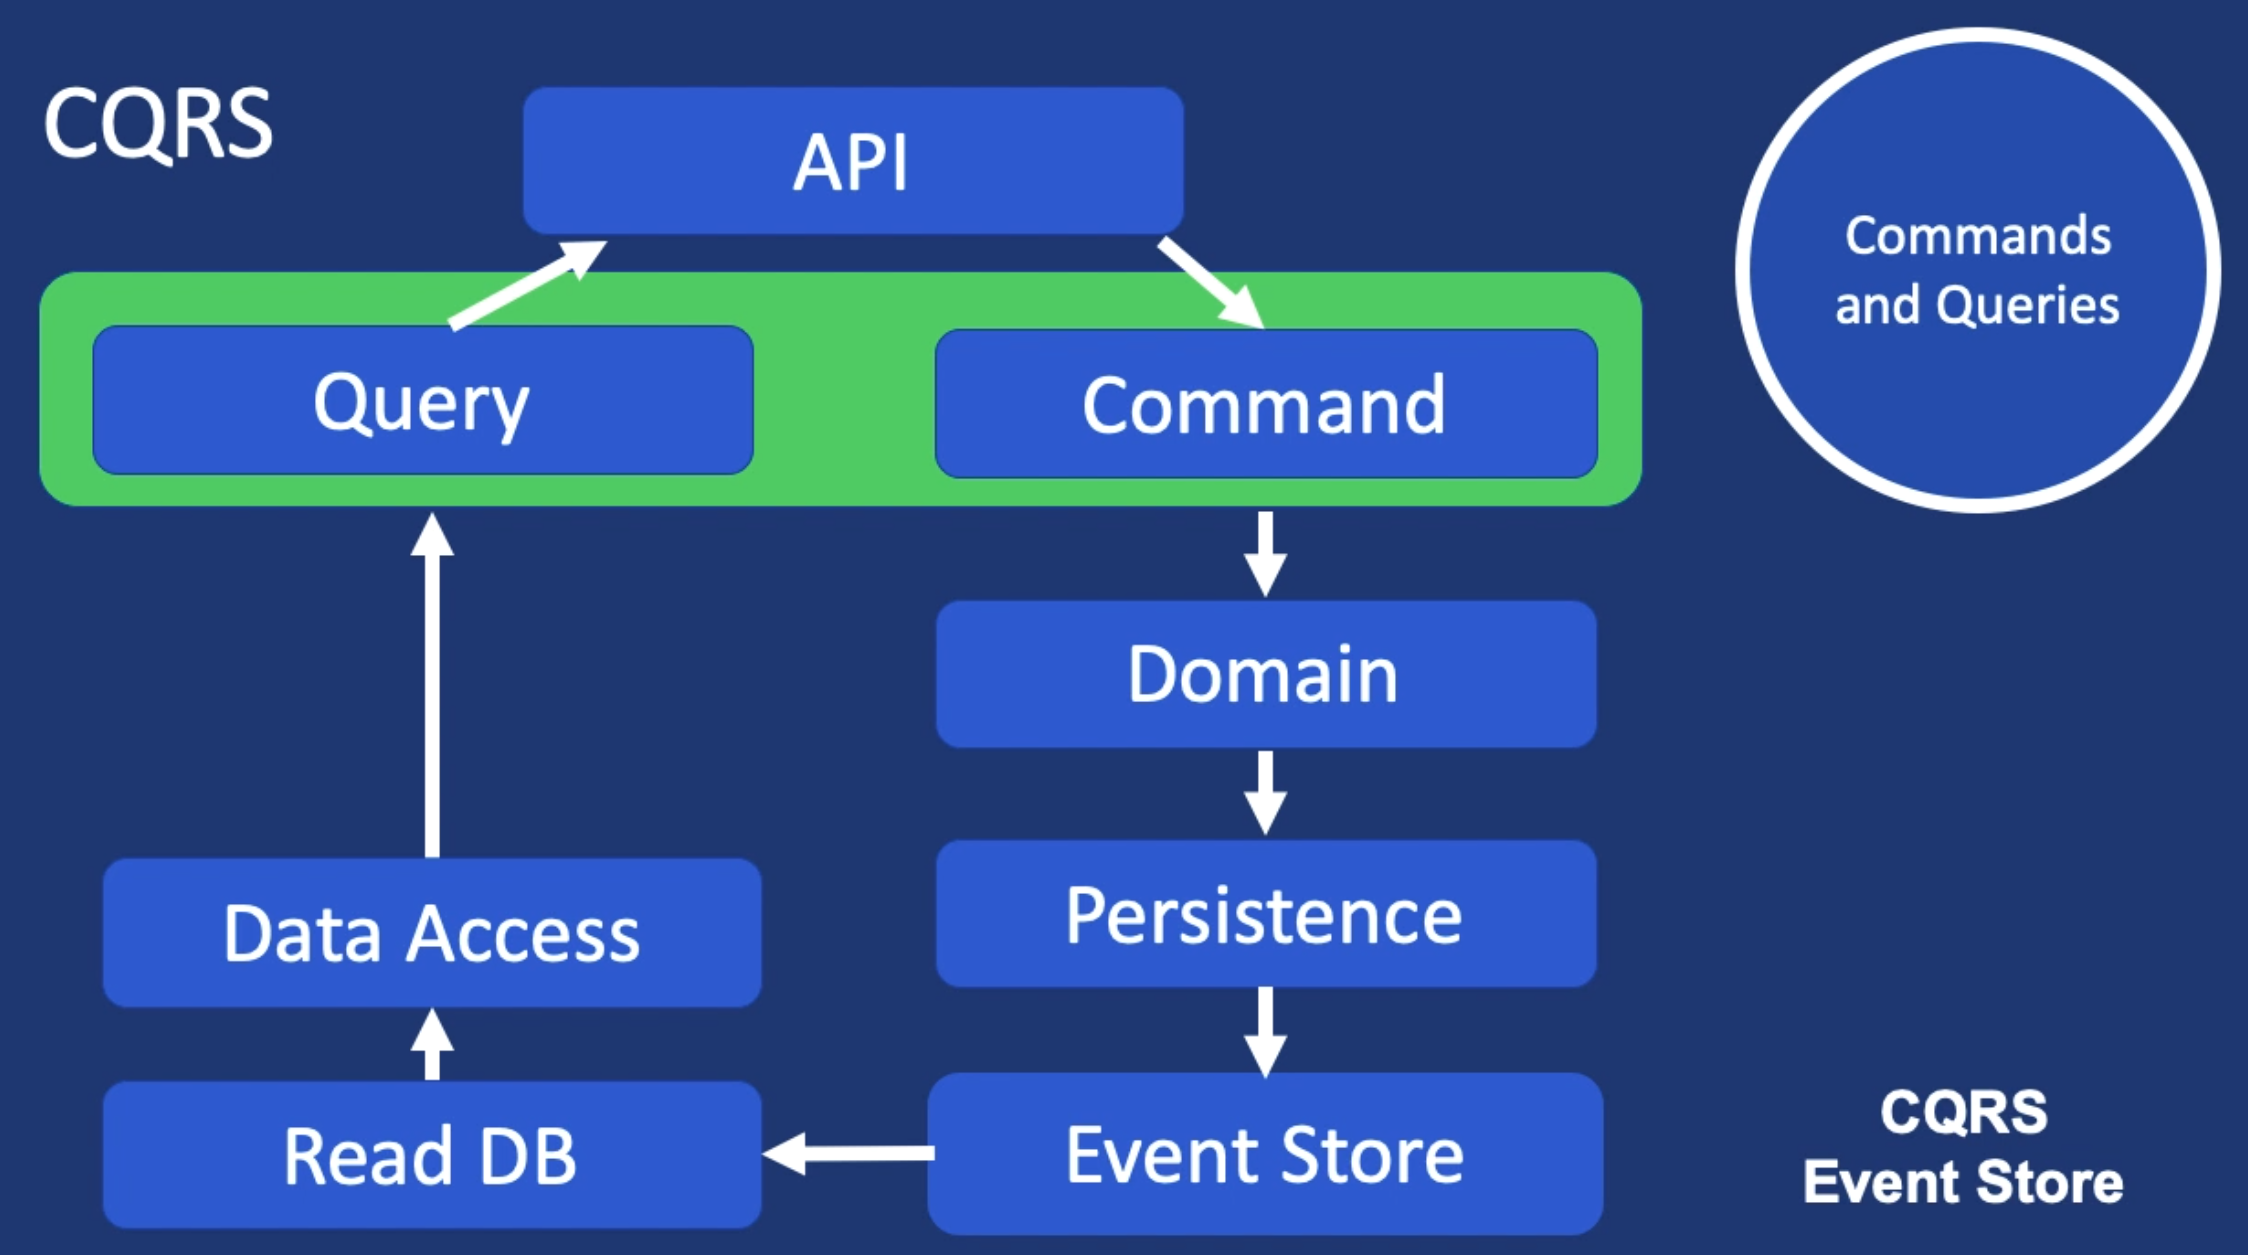 CQRS
API
Commands
and Queries
Query
Command
Domain
Data Access
Persistence
Read DB
Event Store
CQRS
Event Store